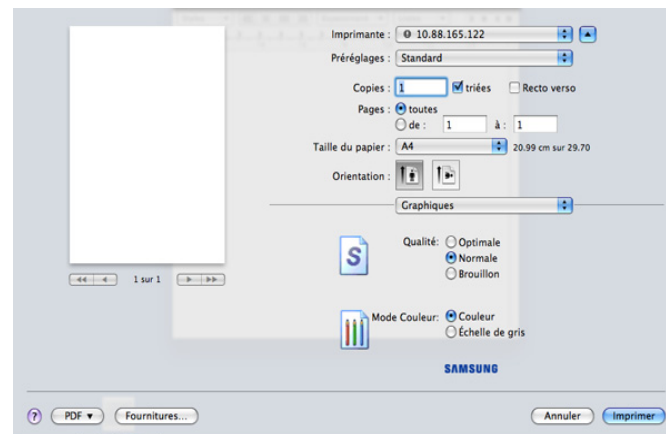 Imprimante : 10.88.165.122
Préréglages : Standard
Copies : 1 triées Recto verso
Pages : toutes
de : 1 à : 1
Taille du papier : A4 20.99 cm sur 29.70
Orientation :
Graphiques
Qualité: Optimale
Normale
Brouillon
Mode Couleur: Couleur
Échelle de gris
1 sur 1
SAMSUNG
? PDF Fournitures... Annuler Imprimer